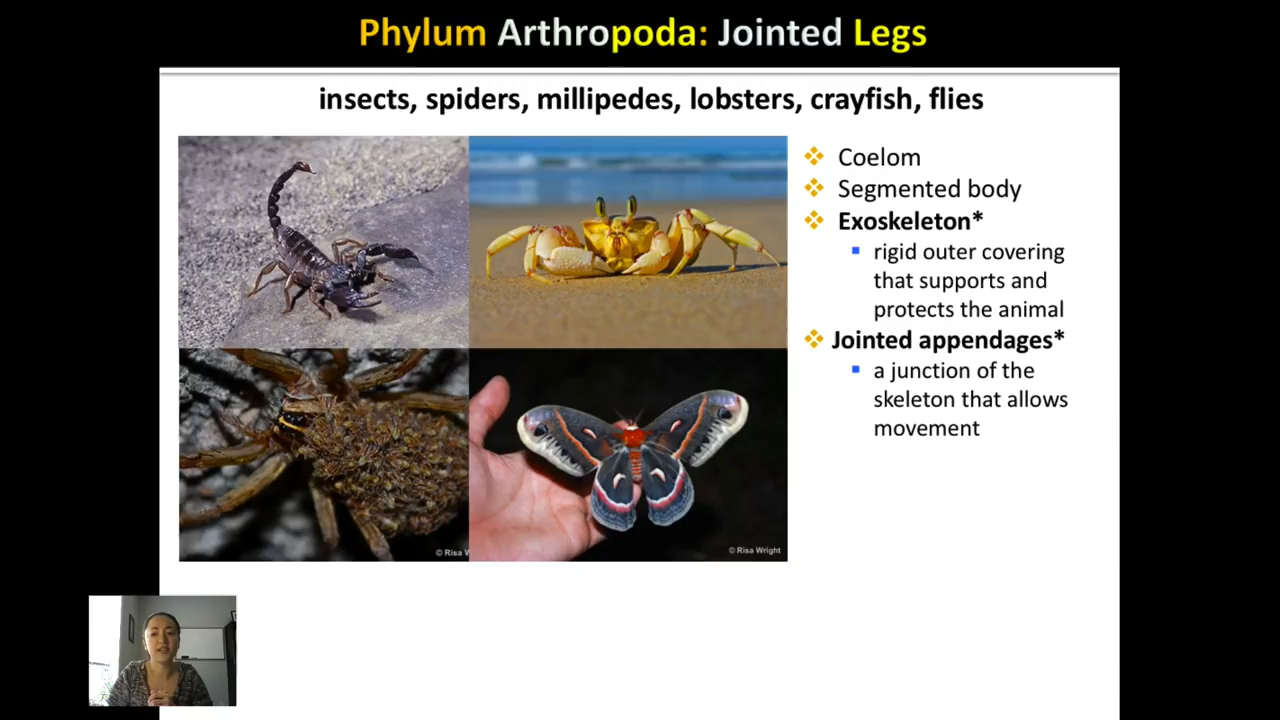 Phylum Arthropoda: Jointed Legs
insects, spiders, millipedes, lobsters, crayfish, flies
Coelom
Segmented body
Exoskeleton*
rigid outer covering
that supports and
protects the animal
Jointed appendages*
a junction of the
skeleton that allows
movement
© Risa W
© Risa Wright